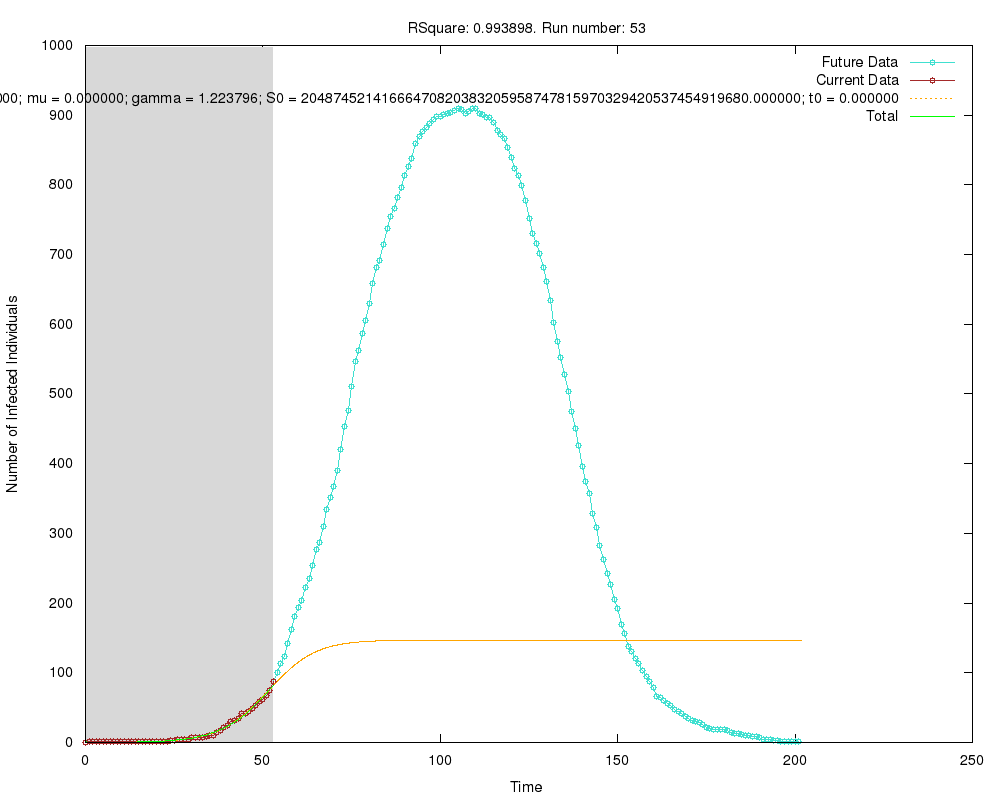 RSquare: 0.993898. Run number: 53
1000
Future Data
Current Data
000; mu = 0.000000; gamma = 1.223796; S0 = 2048745214166647082038320595874781597032942053745491968­0.000000; t0 = 0.000000
Total
900
800
700
600
500
400
300
200
100
0
Number of Infected Individuals
0 50 100 150 200 250
Time